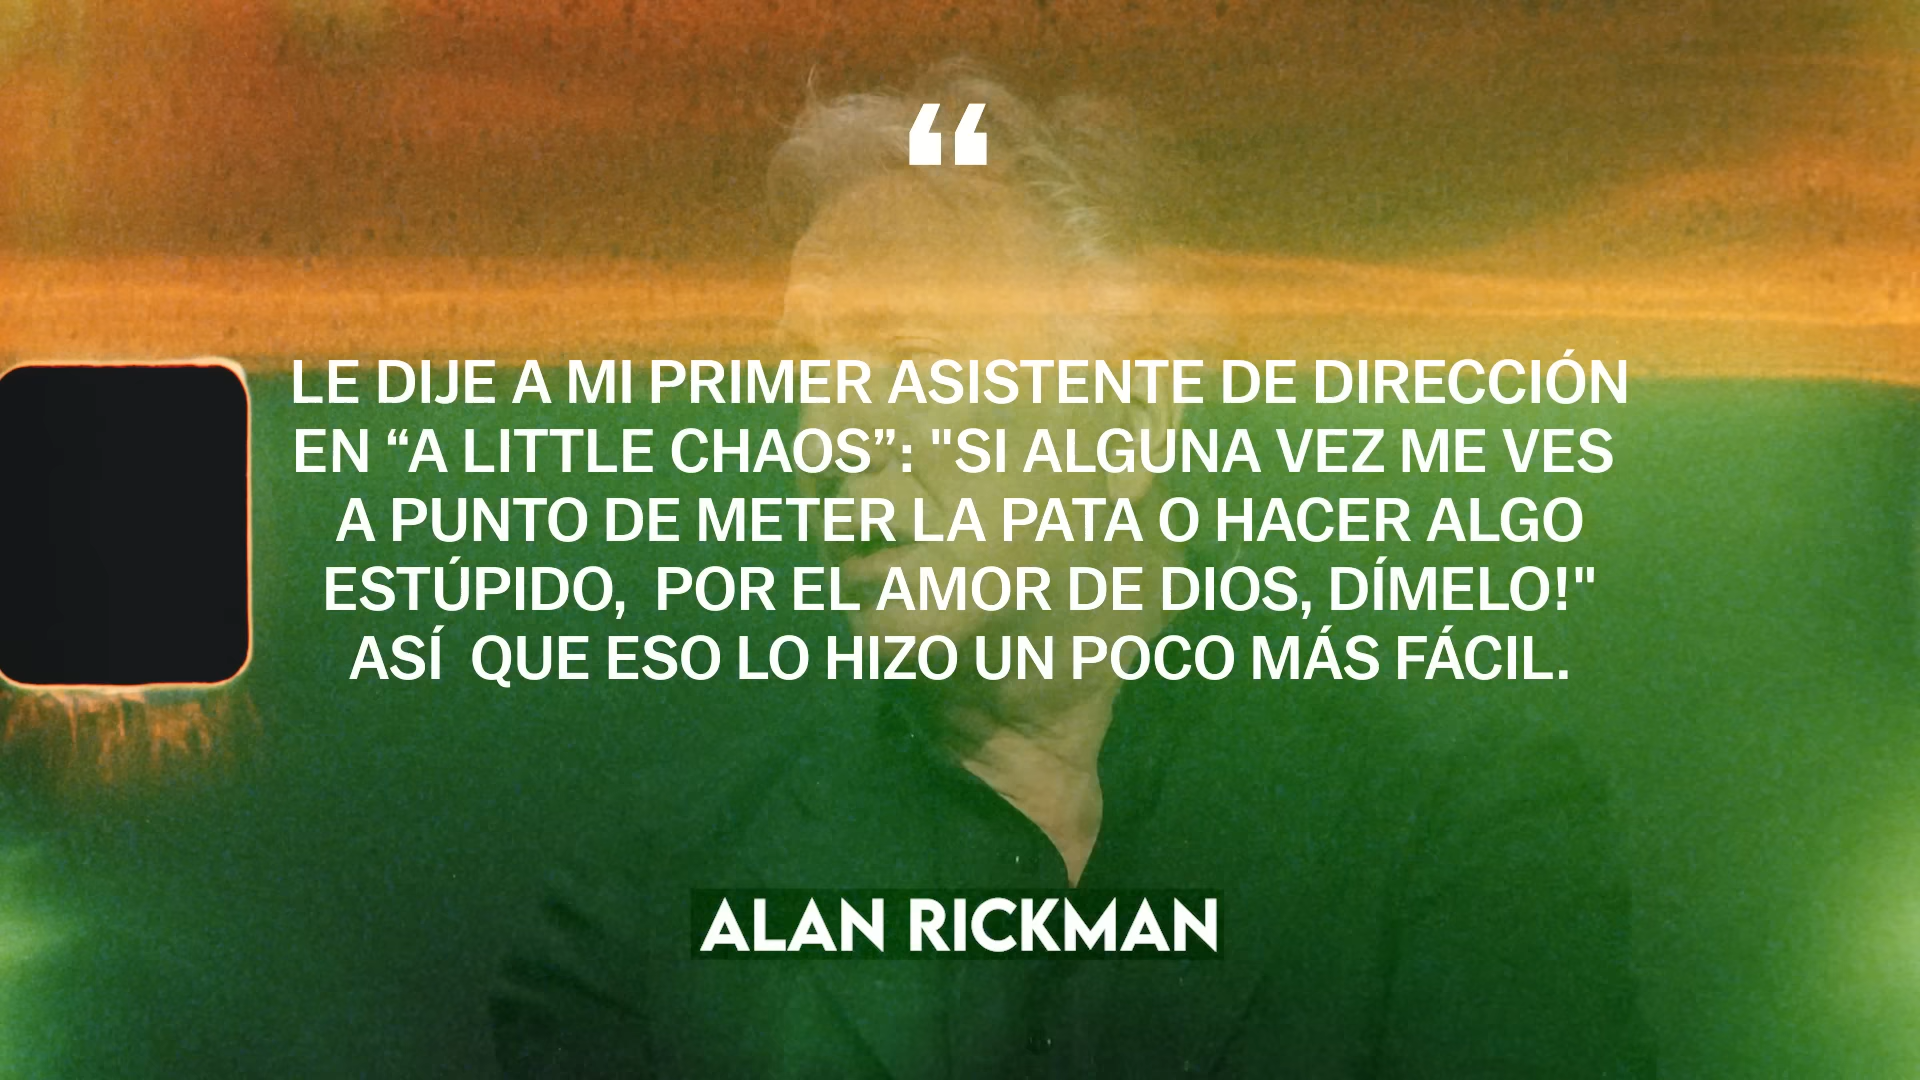 “
LE DIJE A MI PRIMER ASISTENTE DE DIRECCIÓN
EN “A LITTLE CHAOS”: "SI ALGUNA VEZ ME VES
A PUNTO DE METER LA PATA O HACER ALGO
ESTÚPIDO,  POR EL AMOR DE DIOS, DÍMELO!"
ASÍ  QUE ESO LO HIZO UN POCO MÁS FÁCIL.
ALAN RICKMAN